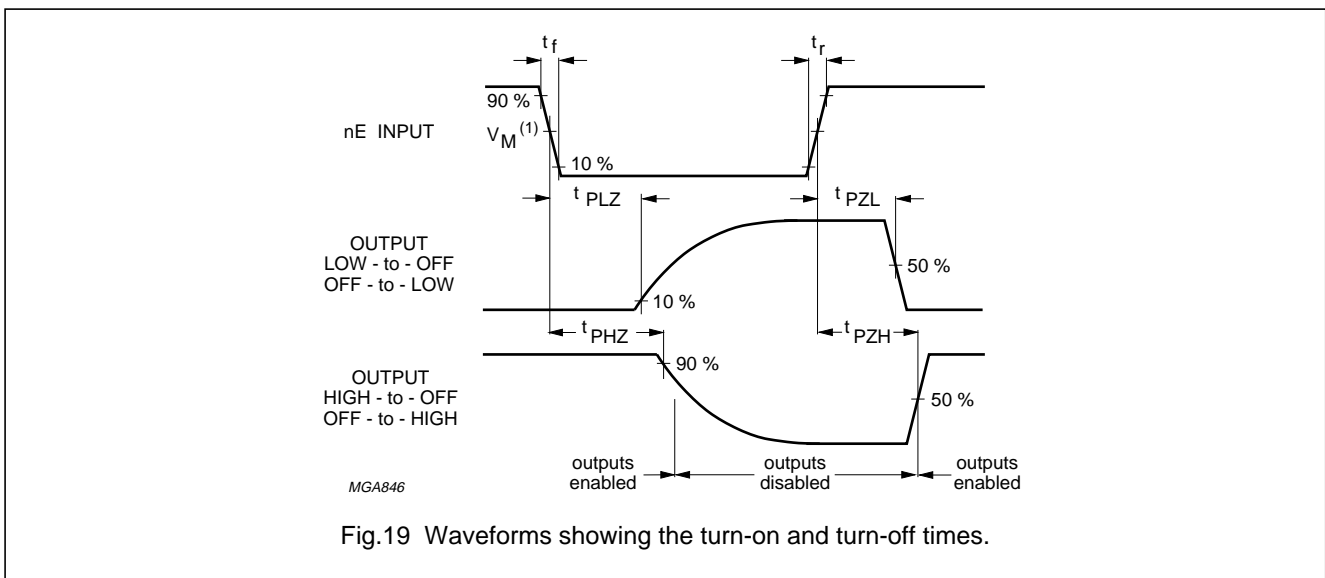 t f
t r
90 %
nE INPUT
V M (1)
10 %
t PLZ
t PZL
OUTPUT
LOW - to - OFF
OFF - to - LOW
50 %
10 %
t PHZ
t PZH
90 %
OUTPUT
HIGH - to - OFF
OFF - to - HIGH
50 %
outputs
enabled
outputs
disabled
outputs
enabled
MGA846
Fig.19 Waveforms showing the turn-on and turn-off times.